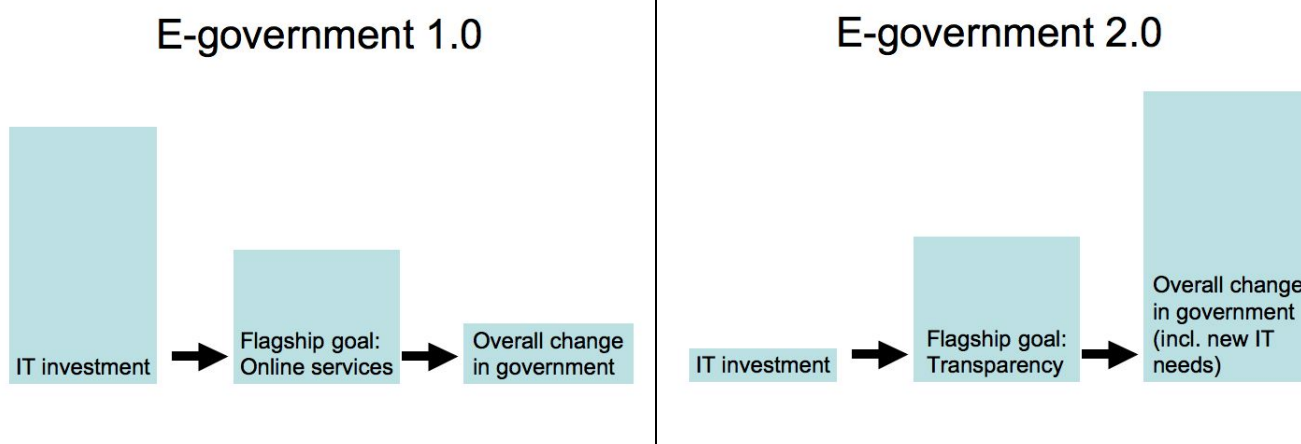 E-government 1.0
IT investment
Flagship goal:
Online services
Overall change
in government
E-government 2.0
IT investment
Flagship goal:
Transparency
Overall change
in government
(incl. new IT
needs)